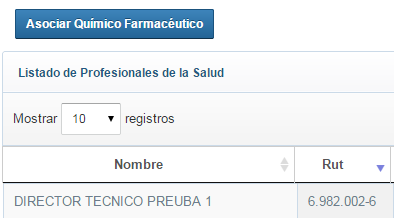 Asociar Químico Farmacéutico
Listado de Profesionales de la Salud
Mostrar 10 registros
Nombre Rut
DIRECTOR TECNICO PREUBA 1 6.982.002-6